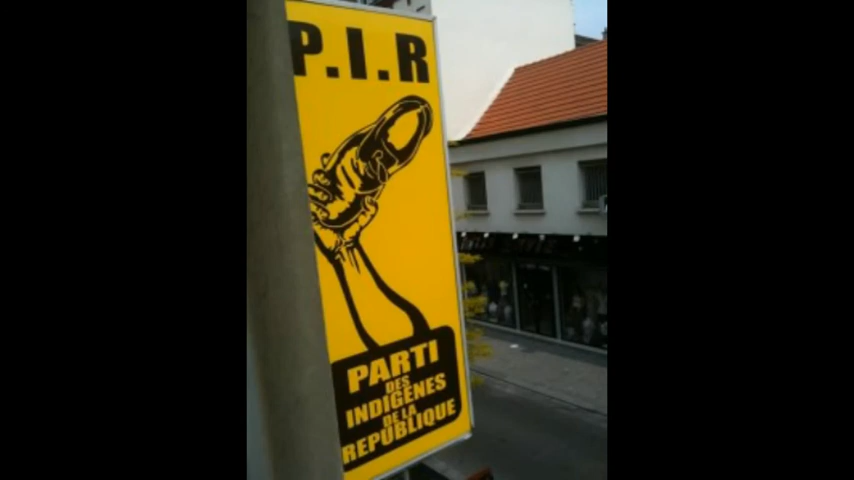 P.I.R
PARTI
DES
INDIGÈNES
DE LA
RÉPUBLIQUE